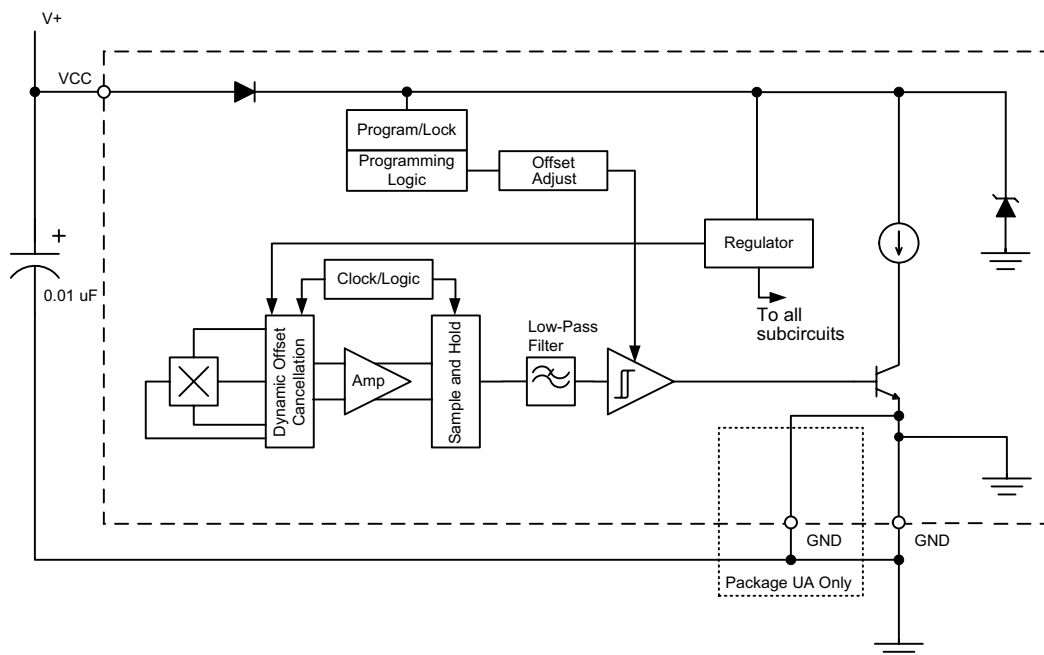 V+
VCC
Program/Lock
Programming
Logic
Offset
Adjust
Regulator
+
0.01 uF
Clock/Logic
To all
subcircuits
Dynamic Offset
Cancellation
Amp
Sample and Hold
Low-Pass
Filter
GND
GND
Package UA Only